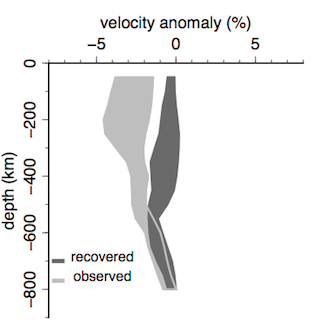 velocity anomaly (%)
−5 0 5
0
−200
−400
−600
−800
depth (km)
recovered
observed